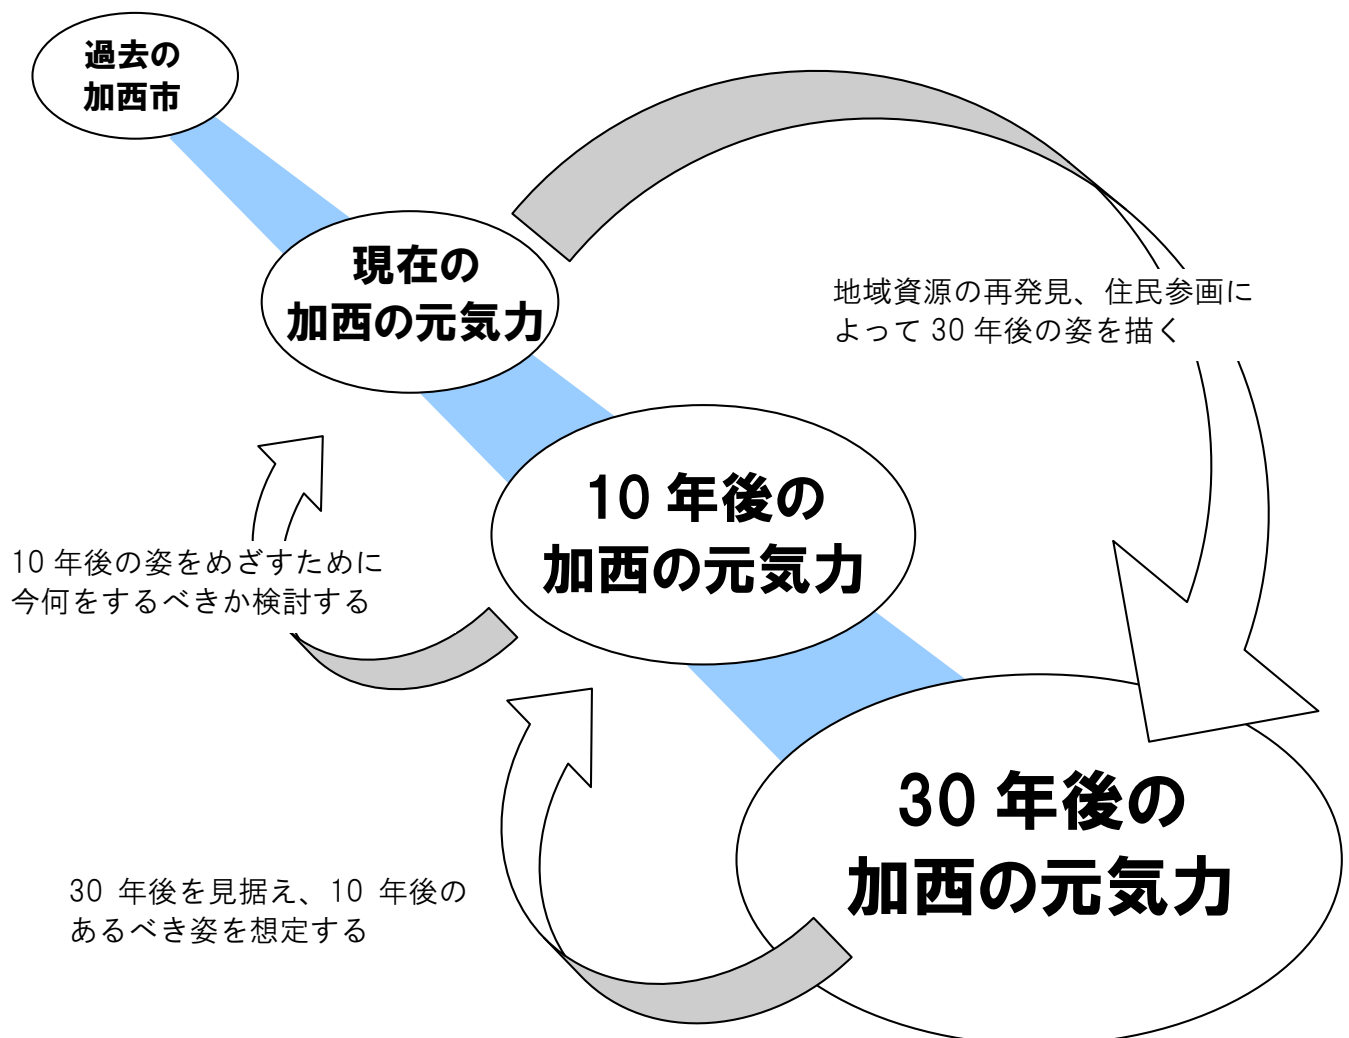 過去の
加西市
現在の
加西の元気力
地域資源の再発見、住民参画に
よって 30 年後の姿を描く
10 年後の
加西の元気力
10 年後の姿をめざすために
今何をするべきか検討する
30 年後の
加西の元気力
30 年後を見据え、10 年後の
あるべき姿を想定する